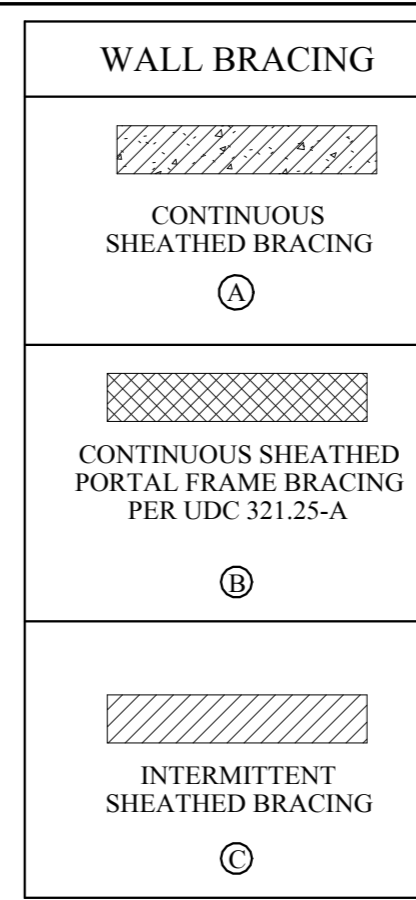 WALL BRACING
CONTINUOUS
SHEATHED BRACING
A
CONTINUOUS SHEATHED
PORTAL FRAME BRACING
PER UDC 321.25-A
B
INTERMITTENT
SHEATHED BRACING
C